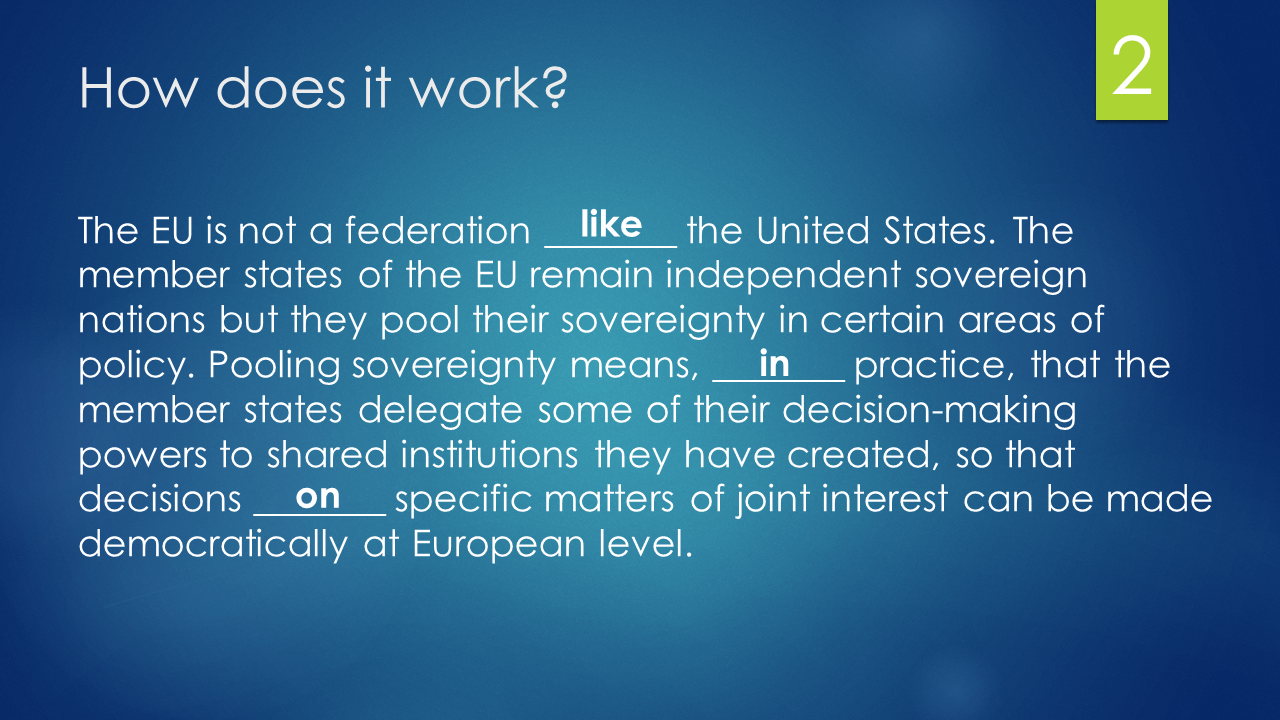 How does it work?
2
The EU is not a federation like the United States. The
member states of the EU remain independent sovereign
nations but they pool their sovereignty in certain areas of
policy. Pooling sovereignty means, in practice, that the
member states delegate some of their decision-making
powers to shared institutions they have created, so that
decisions on specific matters of joint interest can be made
democratically at European level.